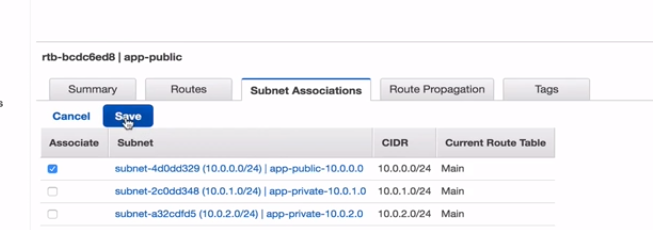 rtb-bcdc6ed8 | app-public
Summary Routes Subnet Associations Route Propagation Tags
Cancel Save
Associate Subnet CIDR Current Route Table
subnet-4d0dd329 (10.0.0.0/24) | app-public-10.0.0.0 10.0.0.0/24 Main
subnet-2c0dd348 (10.0.1.0/24) | app-private-10.0.1.0 10.0.1.0/24 Main
subnet-a32cdfd5 (10.0.2.0/24) | app-private-10.0.2.0 10.0.2.0/24 Main